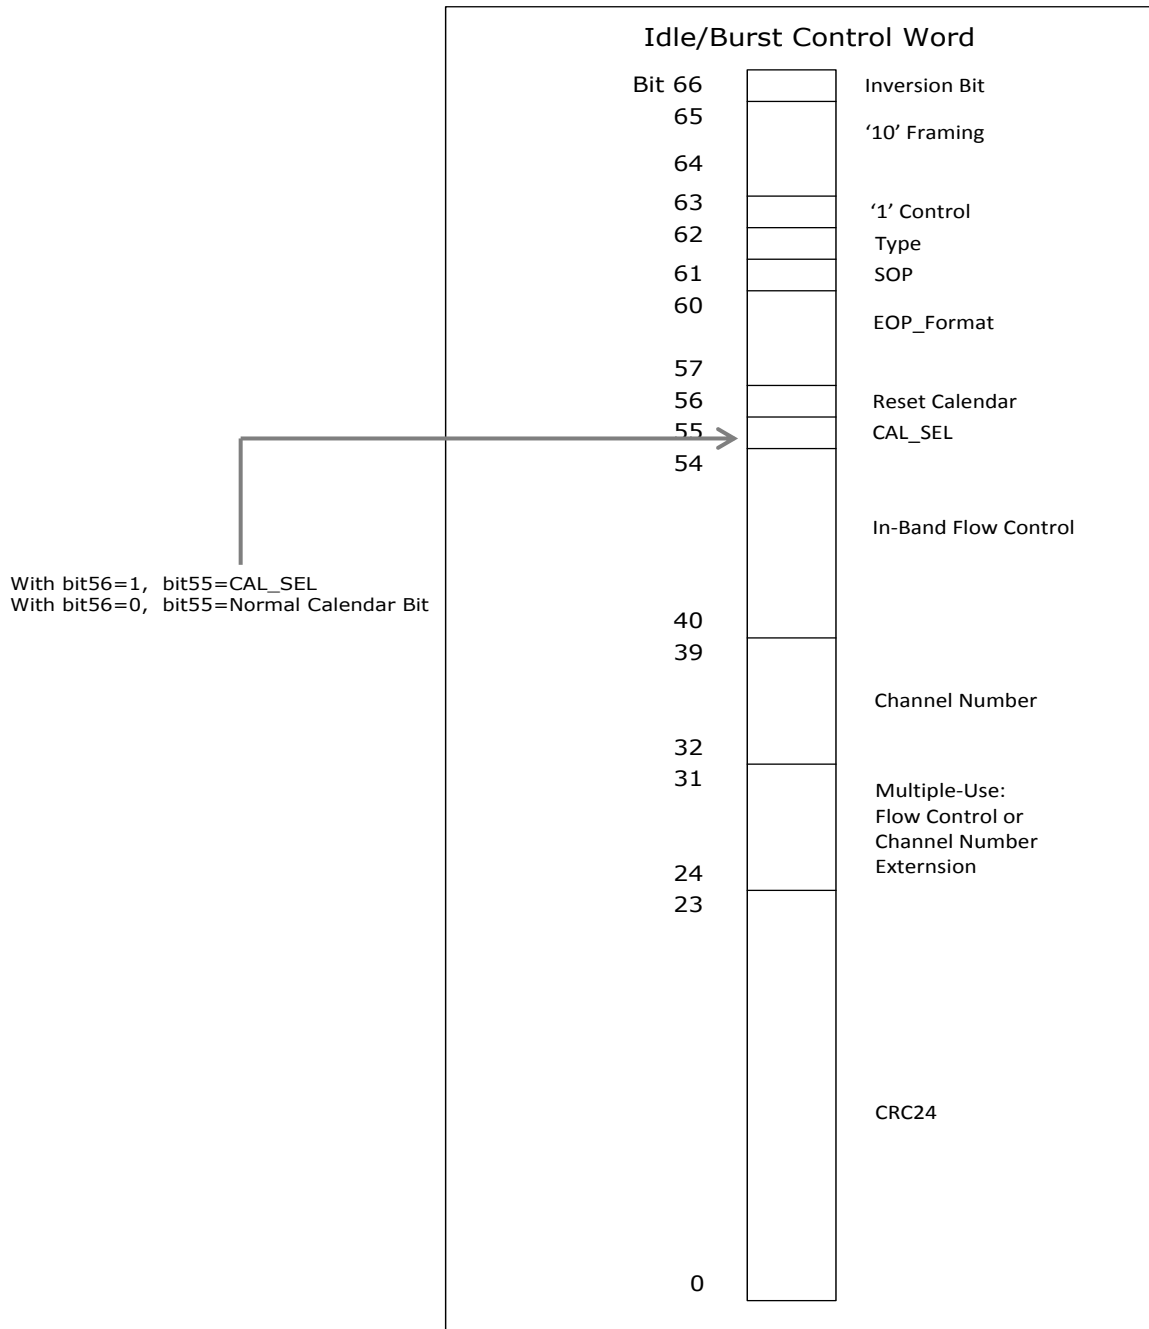 Idle/Burst Control Word
Bit 66
Inversion Bit
65
‘10’ Framing
64
63
‘1’ Control
62
Type
61
SOP
60
EOP_Format
57
56
Reset Calendar
55
CAL_SEL
54
In-Band Flow Control
With bit56=1, bit55=CAL_SEL
With bit56=0, bit55=Normal Calendar Bit
40
39
Channel Number
32
31
Multiple-Use:
Flow Control or
Channel Number
Externsion
24
23
CRC24
0